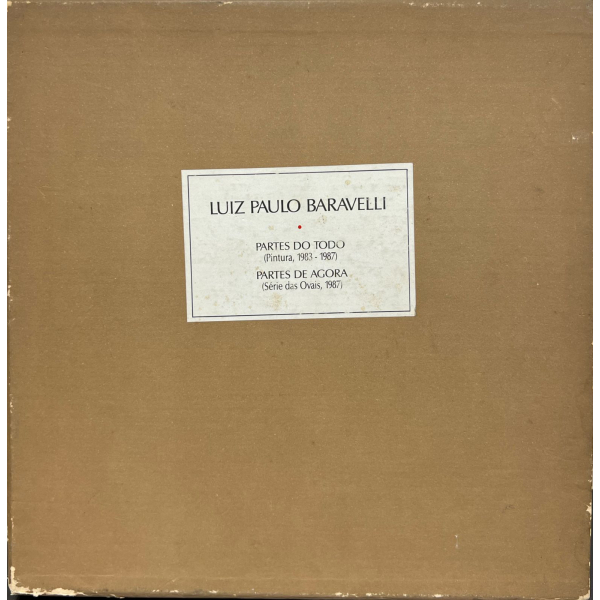 LUIZ PAULO BARAVELLI
PARTES DO TODO
(Pintura, 1983 - 1987)
PARTES DE AGORA
(Série das Ovais, 1987)